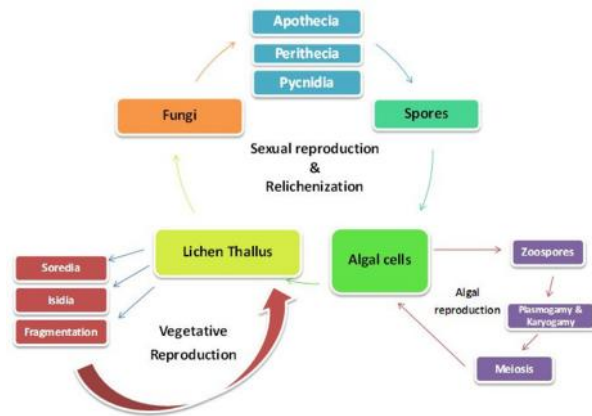 Apothecia
Perithecia
Pycnidia
Fungi
Spores
Sexual reproduction
&
Relichenization
Lichen Thallus
Algal cells
Zoospores
Soredia
Isidia
Fragmentation
Algal
reproduction
Plasmogamy &
Karyogamy
Vegetative
Reproduction
Meiosis